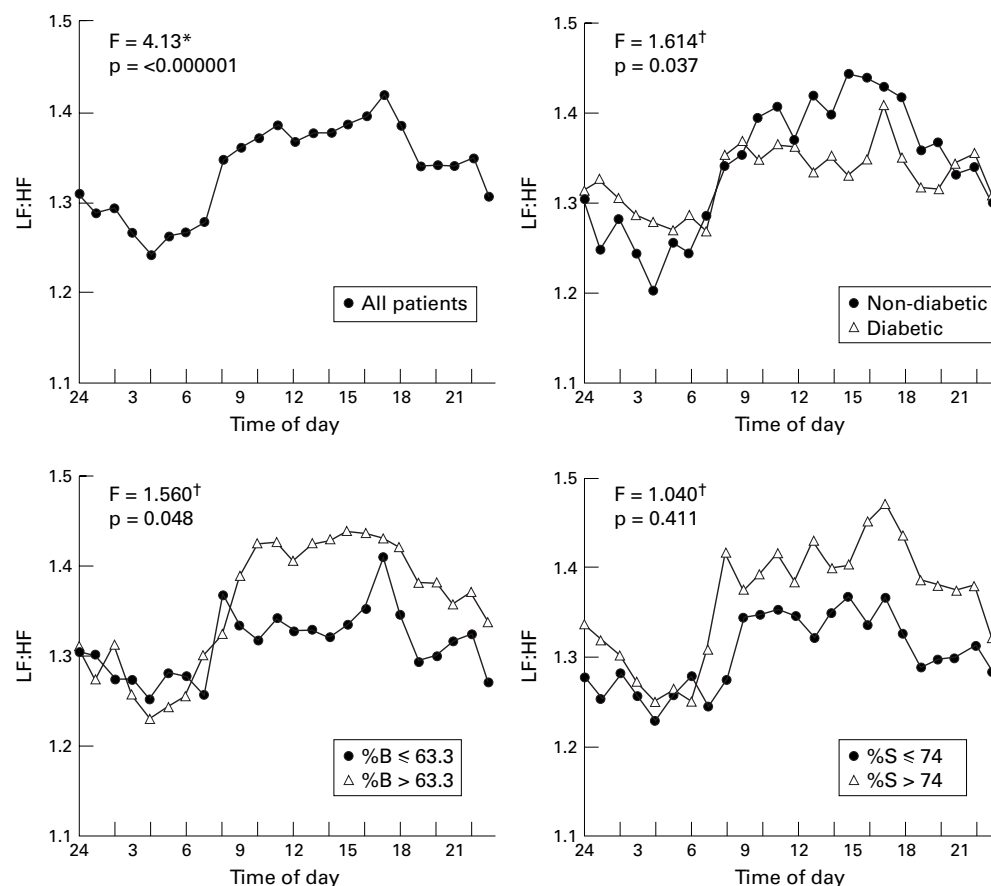 1.5
F = 4.13*
p = <0.000001
1.4
LF:HF
1.3
1.2
● All patients
1.1
24 3 6 9 12 15 18 21
Time of day
1.5
F = 1.614†
p = 0.037
1.4
LF:HF
1.3
1.2
● Non-diabetic
△ Diabetic
1.1
24 3 6 9 12 15 18 21
Time of day
1.5
F = 1.560†
p = 0.048
1.4
LF:HF
1.3
1.2
● %B ⩽ 63.3
△ %B > 63.3
1.1
24 3 6 9 12 15 18 21
Time of day
1.5
F = 1.040†
p = 0.411
1.4
LF:HF
1.3
1.2
● %S ⩽ 74
△ %S > 74
1.1
24 3 6 9 12 15 18 21
Time of day